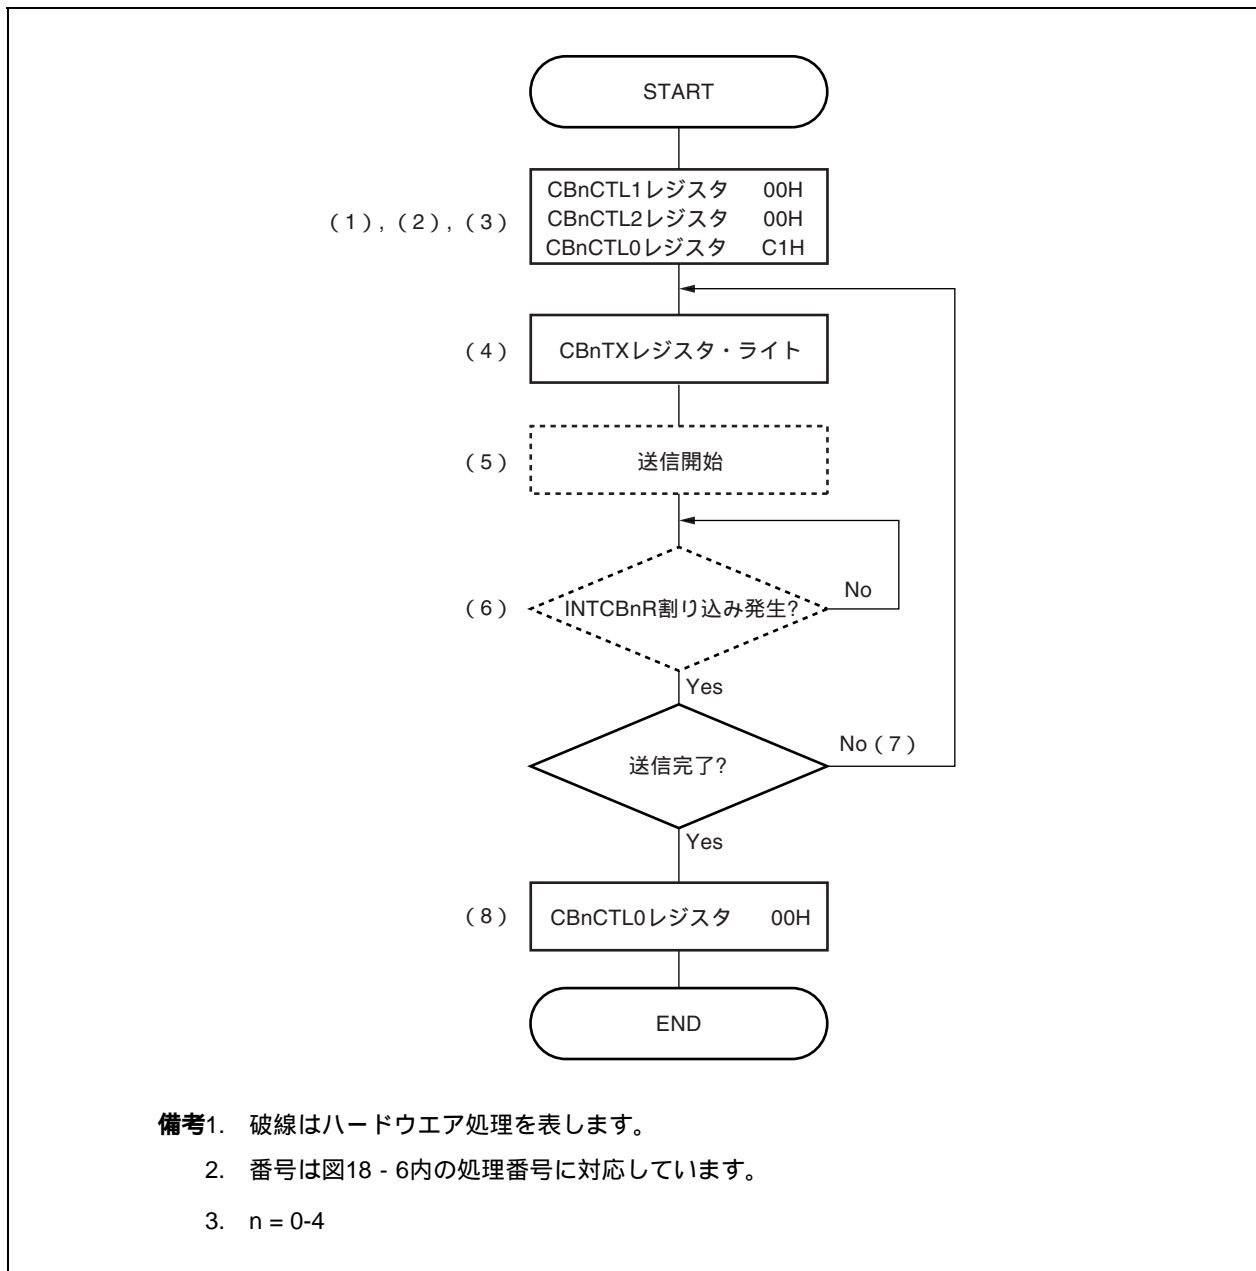 START
(1),(2),(3)
CBnCTL1レジスタ 00H
CBnCTL2レジスタ 00H
CBnCTL0レジスタ C1H
(4)
CBnTXレジスタ・ライト
(5)
送信開始
(6)
INTCBnR割り込み発生?
No
Yes
送信完了?
No(7)
Yes
(8)
CBnCTL0レジスタ 00H
END
備考1. 破線はハードウエア処理を表します。
2. 番号は図18-6内の処理番号に対応しています。
3. n = 0-4